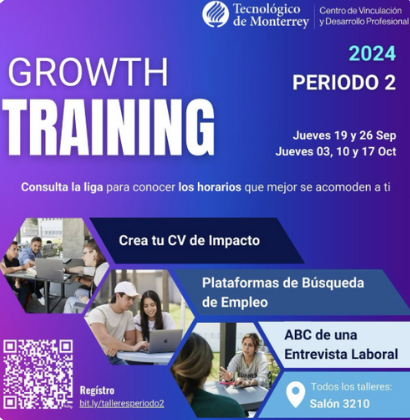 Tecnológico
de Monterrey
Centro de Vinculación
y Desarrollo Profesional
2024
PERIODO 2
GROWTH
TRAINING
Jueves 19 y 26 Sep
Jueves 03, 10 y 17 Oct
Consulta la liga para conocer los horarios que mejor se acomoden a ti
Crea tu CV de Impacto
Plataformas de Búsqueda
de Empleo
ABC de una
Entrevista Laboral
Regístro
bit.ly/talleresperiodo2
Todos los talleres:
Salón 3210